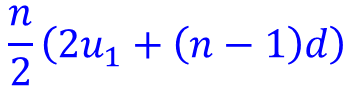 n/2 (2u₁ + (n − 1)d)